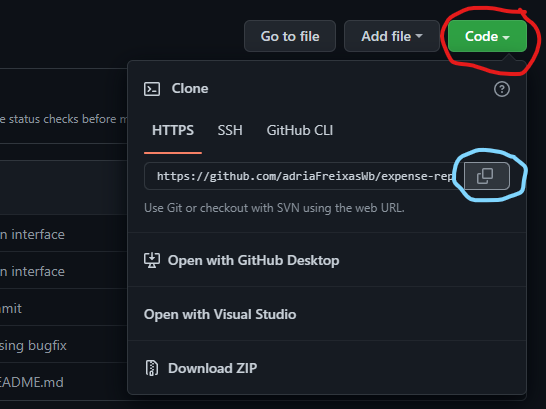 Go to file
Add file
Code
Clone
e status checks before m
HTTPS
SSH
GitHub CLI
https://github.com/adriaFreixasWb/expense-rep
Use Git or checkout with SVN using the web URL.
n interface
Open with GitHub Desktop
n interface
mit
Open with Visual Studio
sing bugfix
Download ZIP
ADME.md